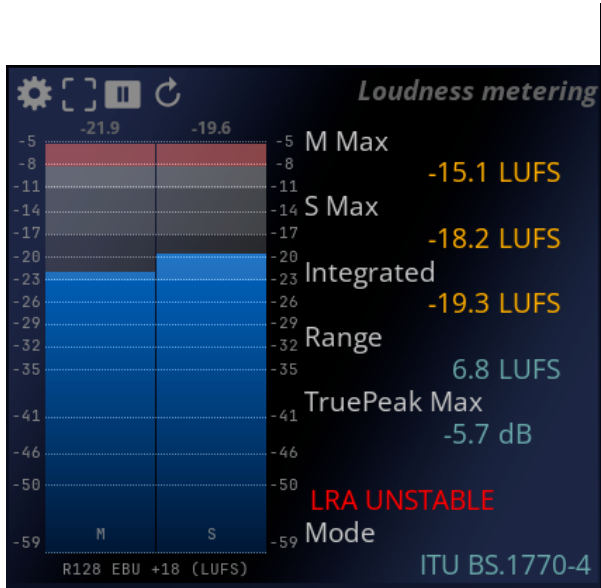 Loudness metering
-21.9 -19.6
-5 -5
-8 -8
-11 -11
-14 -14
-17 -17
-20 -20
-23 -23
-26 -26
-29 -29
-32 -32
-35 -35
-41 -41
-46 -46
-50 -50
-59 M S -59
R128 EBU +18 (LUFS)
M Max
-15.1 LUFS
S Max
-18.2 LUFS
Integrated
-19.3 LUFS
Range
6.8 LUFS
TruePeak Max
-5.7 dB
LRA UNSTABLE
Mode
ITU BS.1770-4